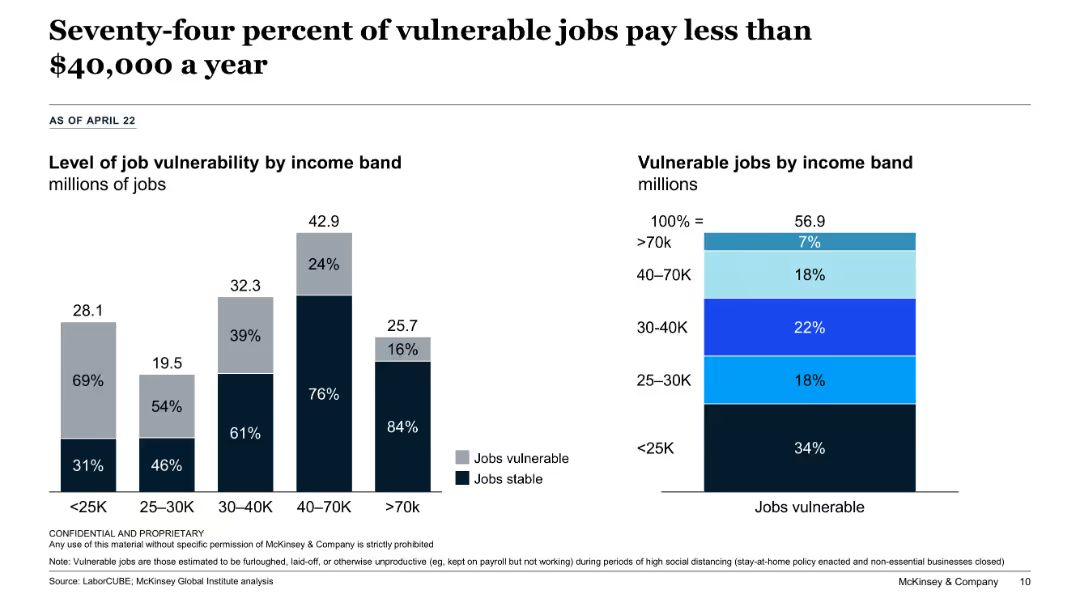 Seventy-four percent of vulnerable jobs pay less than
$40,000 a year
AS OF APRIL 22
Level of job vulnerability by income band
millions of jobs
28.1
19.5
32.3
42.9
25.7
69%
54%
39%
24%
16%
31%
46%
61%
76%
84%
<25K
25–30K
30–40K
40–70K
>70k
Jobs vulnerable
Jobs stable
Vulnerable jobs by income band
millions
100% = 56.9
>70k 7%
40–70K 18%
30-40K 22%
25–30K 18%
<25K 34%
Jobs vulnerable
CONFIDENTIAL AND PROPRIETARY
Any use of this material without specific permission of McKinsey & Company is strictly prohibited
Note: Vulnerable jobs are those estimated to be furloughed, laid-off, or otherwise unproductive (eg, kept on payroll but not working) during periods of high social distancing (stay-at-home policy enacted and non-essential businesses closed)
Source: LaborCUBE; McKinsey Global Institute analysis
McKinsey & Company 10